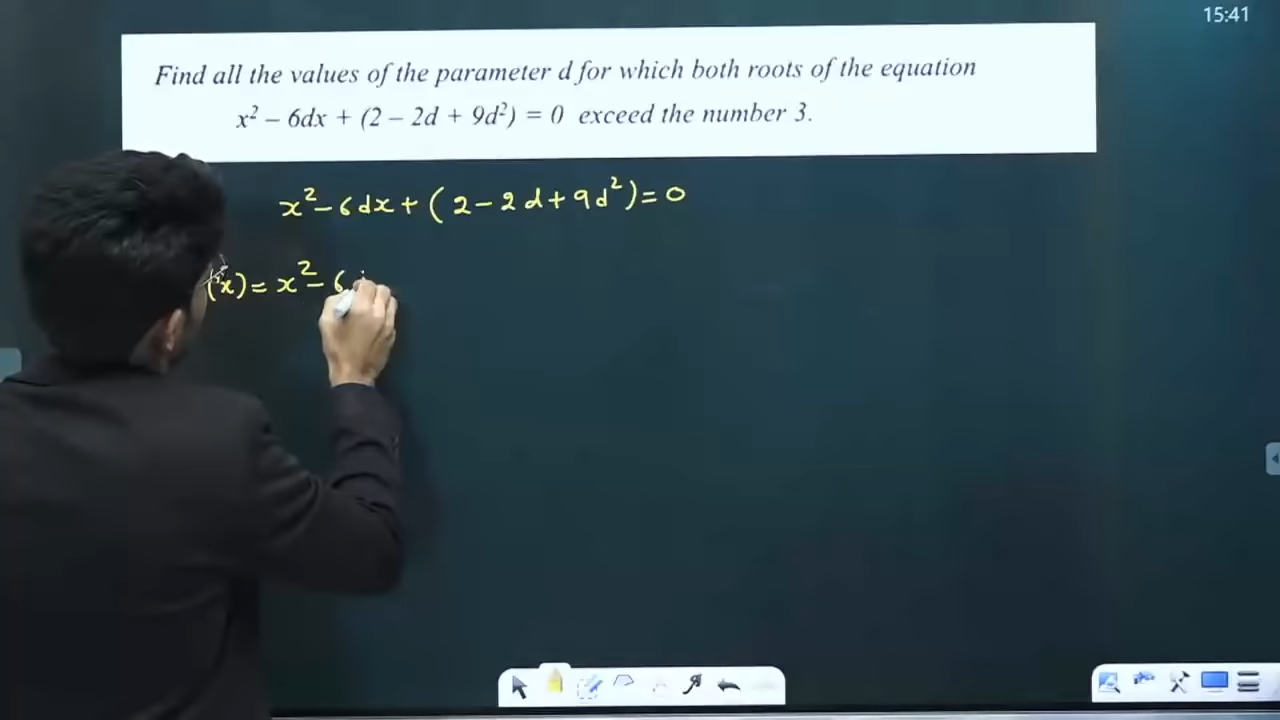 15:41
Find all the values of the parameter d for which both roots of the equation
x² – 6dx + (2 – 2d + 9d²) = 0 exceed the number 3.
x²-6dx+(2-2d+9d²)=0
(x)= x²-6